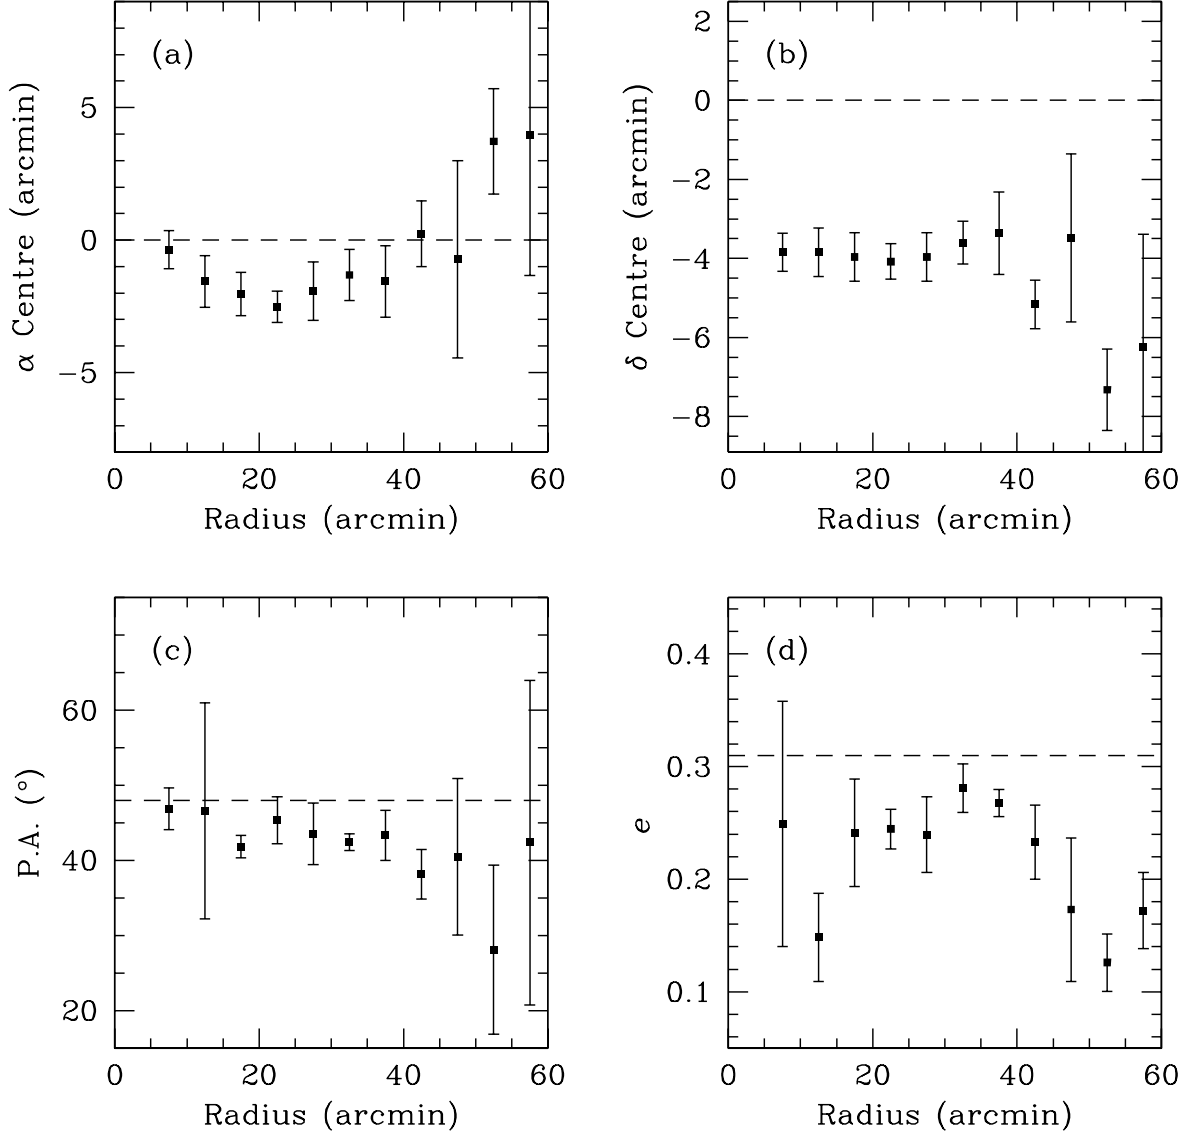 (a)
5
0
−5
α Centre (arcmin)
0 20 40 60
Radius (arcmin)
(b)
2
0
−2
−4
−6
−8
δ Centre (arcmin)
0 20 40 60
Radius (arcmin)
(c)
60
40
20
P.A. (°)
0 20 40 60
Radius (arcmin)
(d)
0.4
0.3
0.2
0.1
e
0 20 40 60
Radius (arcmin)